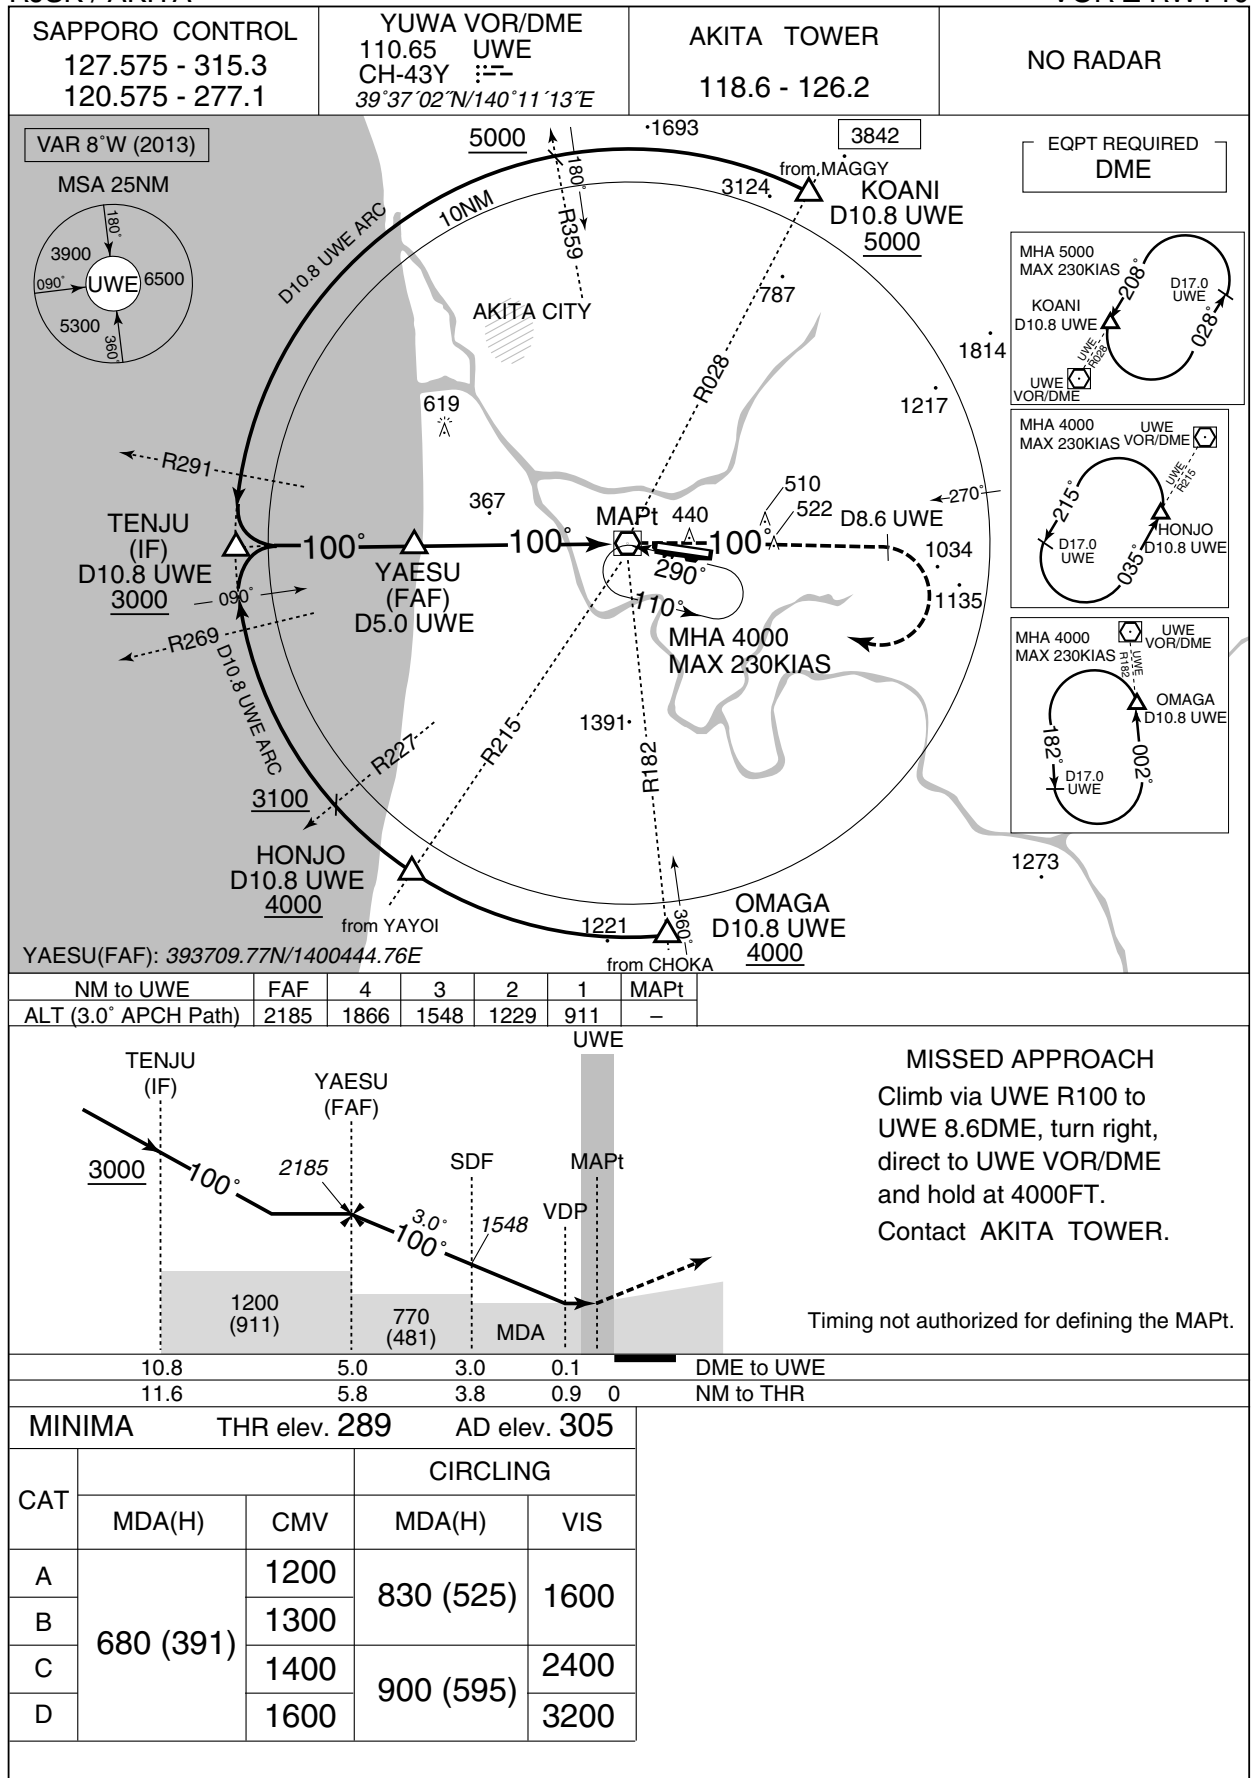 SAPPORO CONTROL
127.575 - 315.3
120.575 - 277.1
YUWA VOR/DME
110.65 UWE
CH-43Y
39°37´02˝N/140°11´13˝E
AKITA TOWER
118.6 - 126.2
NO RADAR
VAR 8°W (2013)
MSA 25NM
180°
3900
090°
UWE
6500
5300
360°
5000
1693
3842
EQPT REQUIRED
DME
from MAGGY
3124
KOANI
D10.8 UWE
5000
180°
R359
10NM
D10.8 UWE ARC
AKITA CITY
787
R028
1814
1217
619
R291
367
510
522
270°
MAPt
440
D8.6 UWE
TENJU
(IF)
D10.8 UWE
3000
100°
100°
100°
1034
YAESU
(FAF)
D5.0 UWE
290°
110°
1135
090°
R269
MHA 4000
MAX 230KIAS
D10.8 UWE ARC
R227
R215
1391
R182
3100
HONJO
D10.8 UWE
4000
from YAYOI
1221
360°
OMAGA
D10.8 UWE
4000
from CHOKA
1273
YAESU(FAF): 393709.77N/1400444.76E
MHA 5000
MAX 230KIAS
208°
D17.0
UWE
KOANI
D10.8 UWE
028°
UWE
R028
UWE
VOR/DME
MHA 4000
MAX 230KIAS
UWE
VOR/DME
UWE
R215
215°
D17.0
UWE
HONJO
D10.8 UWE
035°
MHA 4000
MAX 230KIAS
UWE
VOR/DME
UWE
R182
OMAGA
D10.8 UWE
182°
D17.0
UWE
002°
NM to UWE FAF 4 3 2 1 MAPt
ALT (3.0° APCH Path) 2185 1866 1548 1229 911 –
UWE
TENJU
(IF)
YAESU
(FAF)
3000
100°
2185
SDF
MAPt
3.0°
100°
1548
VDP
1200
(911)
770
(481)
MDA
MISSED APPROACH
Climb via UWE R100 to
UWE 8.6DME, turn right,
direct to UWE VOR/DME
and hold at 4000FT.
Contact AKITA TOWER.
Timing not authorized for defining the MAPt.
10.8 5.0 3.0 0.1 DME to UWE
11.6 5.8 3.8 0.9 0 NM to THR
MINIMA THR elev. 289 AD elev. 305
CAT
CIRCLING
MDA(H) CMV MDA(H) VIS
A 1200
B 1300
680 (391)
830 (525) 1600
C 1400 2400
900 (595)
D 1600 3200